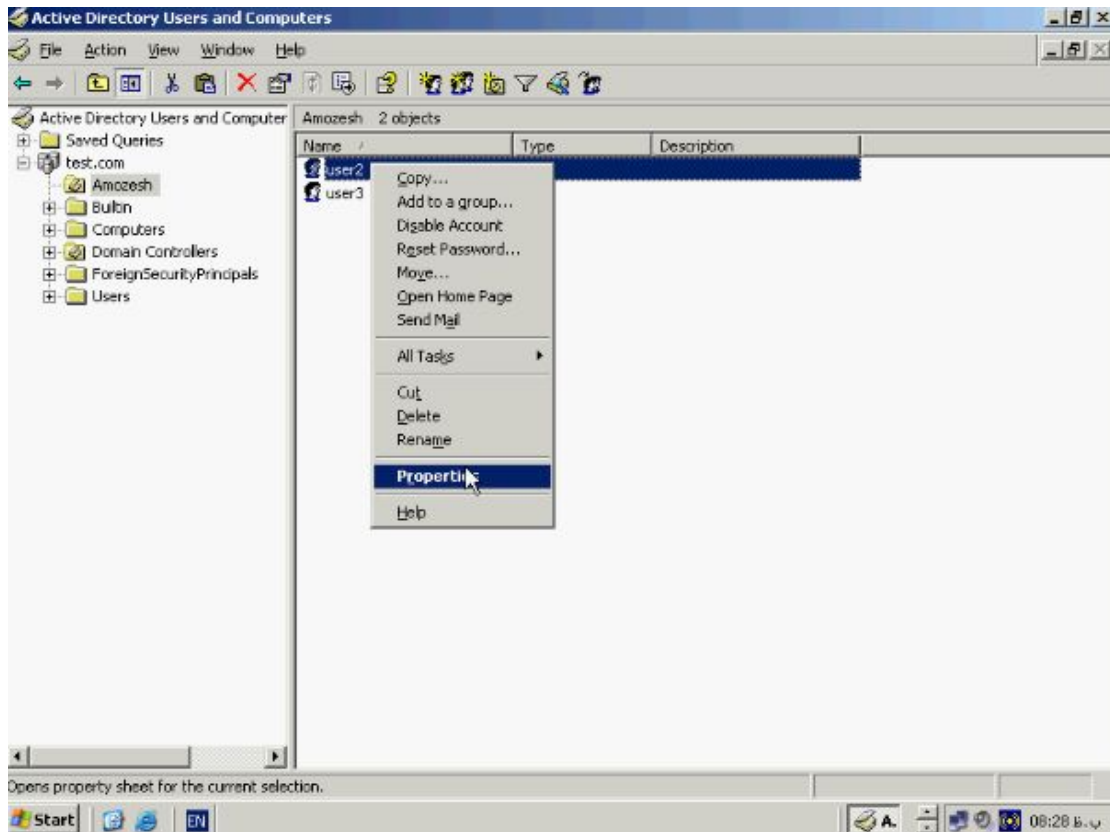 Active Directory Users and Computers
File Action View Window Help
Active Directory Users and Computer
Saved Queries
test.com
Amozesh
Builtin
Computers
Domain Controllers
ForeignSecurityPrincipals
Users
Amozesh 2 objects
Name Type Description
user2
user3
Copy...
Add to a group...
Disable Account
Reset Password...
Move...
Open Home Page
Send Mail
All Tasks
Cut
Delete
Rename
Properties
Help
Opens property sheet for the current selection.
Start EN A. 08:28 ب.ظ